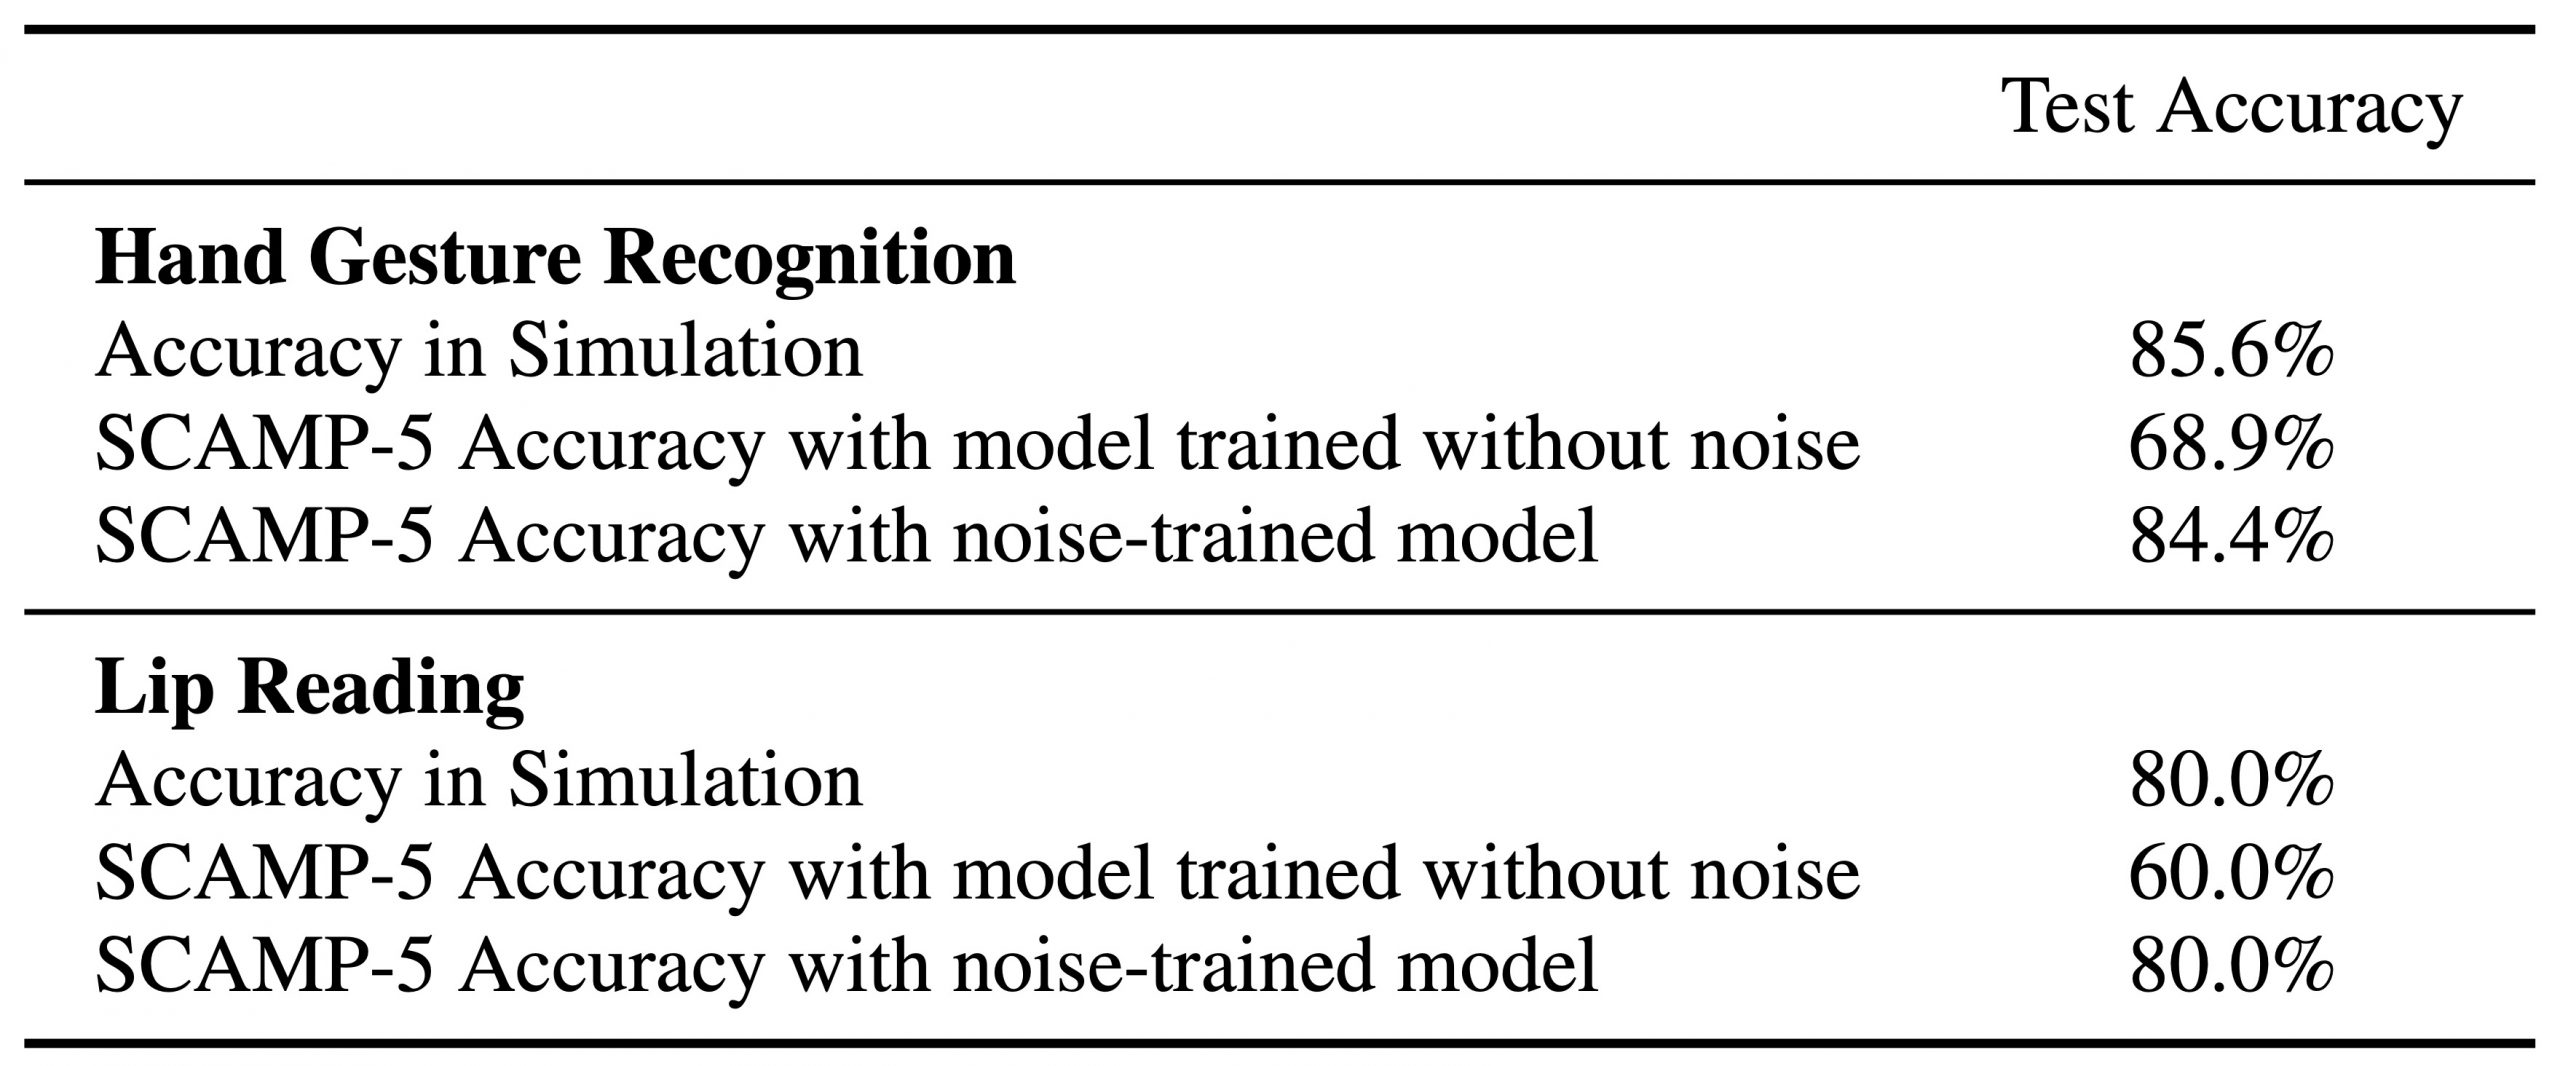 Test Accuracy
Hand Gesture Recognition
Accuracy in Simulation 85.6%
SCAMP-5 Accuracy with model trained without noise 68.9%
SCAMP-5 Accuracy with noise-trained model 84.4%
Lip Reading
Accuracy in Simulation 80.0%
SCAMP-5 Accuracy with model trained without noise 60.0%
SCAMP-5 Accuracy with noise-trained model 80.0%